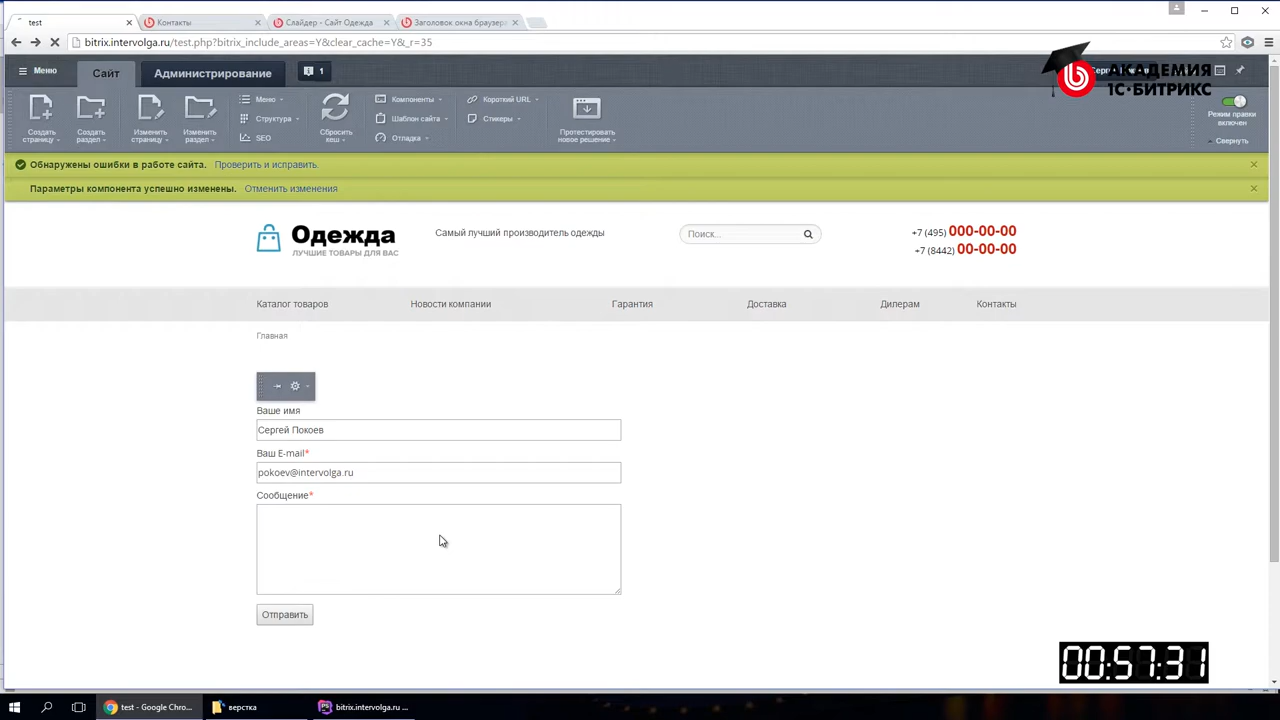 test
Контакты
Слайдер - Сайт Одежда
Заголовок окна браузера
bitrix.intervolga.ru/test.php?bitrix_include_areas=Y&clear_cache=Y&_r=35
Меню
Сайт
Администрирование
1
АКАДЕМИЯ
1С·БИТРИКС
Создать
страницу
Создать
раздел
Изменить
страницу
Изменить
раздел
Меню
Структура
SEO
Сбросить
кеш
Компоненты
Шаблон сайта
Отладка
Короткий URL
Стикеры
Протестировать
новое решение
Режим правки
включен
Свернуть
Обнаружены ошибки в работе сайта. Проверить и исправить.
Параметры компонента успешно изменены. Отменить изменения
Одежда
ЛУЧШИЕ ТОВАРЫ ДЛЯ ВАС
Самый лучший производитель одежды
Поиск...
+7 (495) 000-00-00
+7 (8442) 00-00-00
Каталог товаров
Новости компании
Гарантия
Доставка
Дилерам
Контакты
Главная
Ваше имя
Сергей Покоев
Ваш E-mail*
pokoev@intervolga.ru
Сообщение*
Отправить
00:57:31
test - Google Chro...
верстка
bitrix.intervolga.ru ...